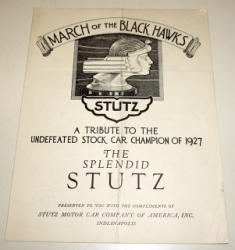 MARCH OF THE BLACK HAWKS
STUTZ
A TRIBUTE TO THE
UNDEFEATED STOCK CAR CHAMPION OF 1927
THE
SPLENDID
STUTZ
PRESENTED TO YOU WITH THE COMPLIMENTS OF
STUTZ MOTOR CAR COMPANY OF AMERICA, INC.
INDIANAPOLIS